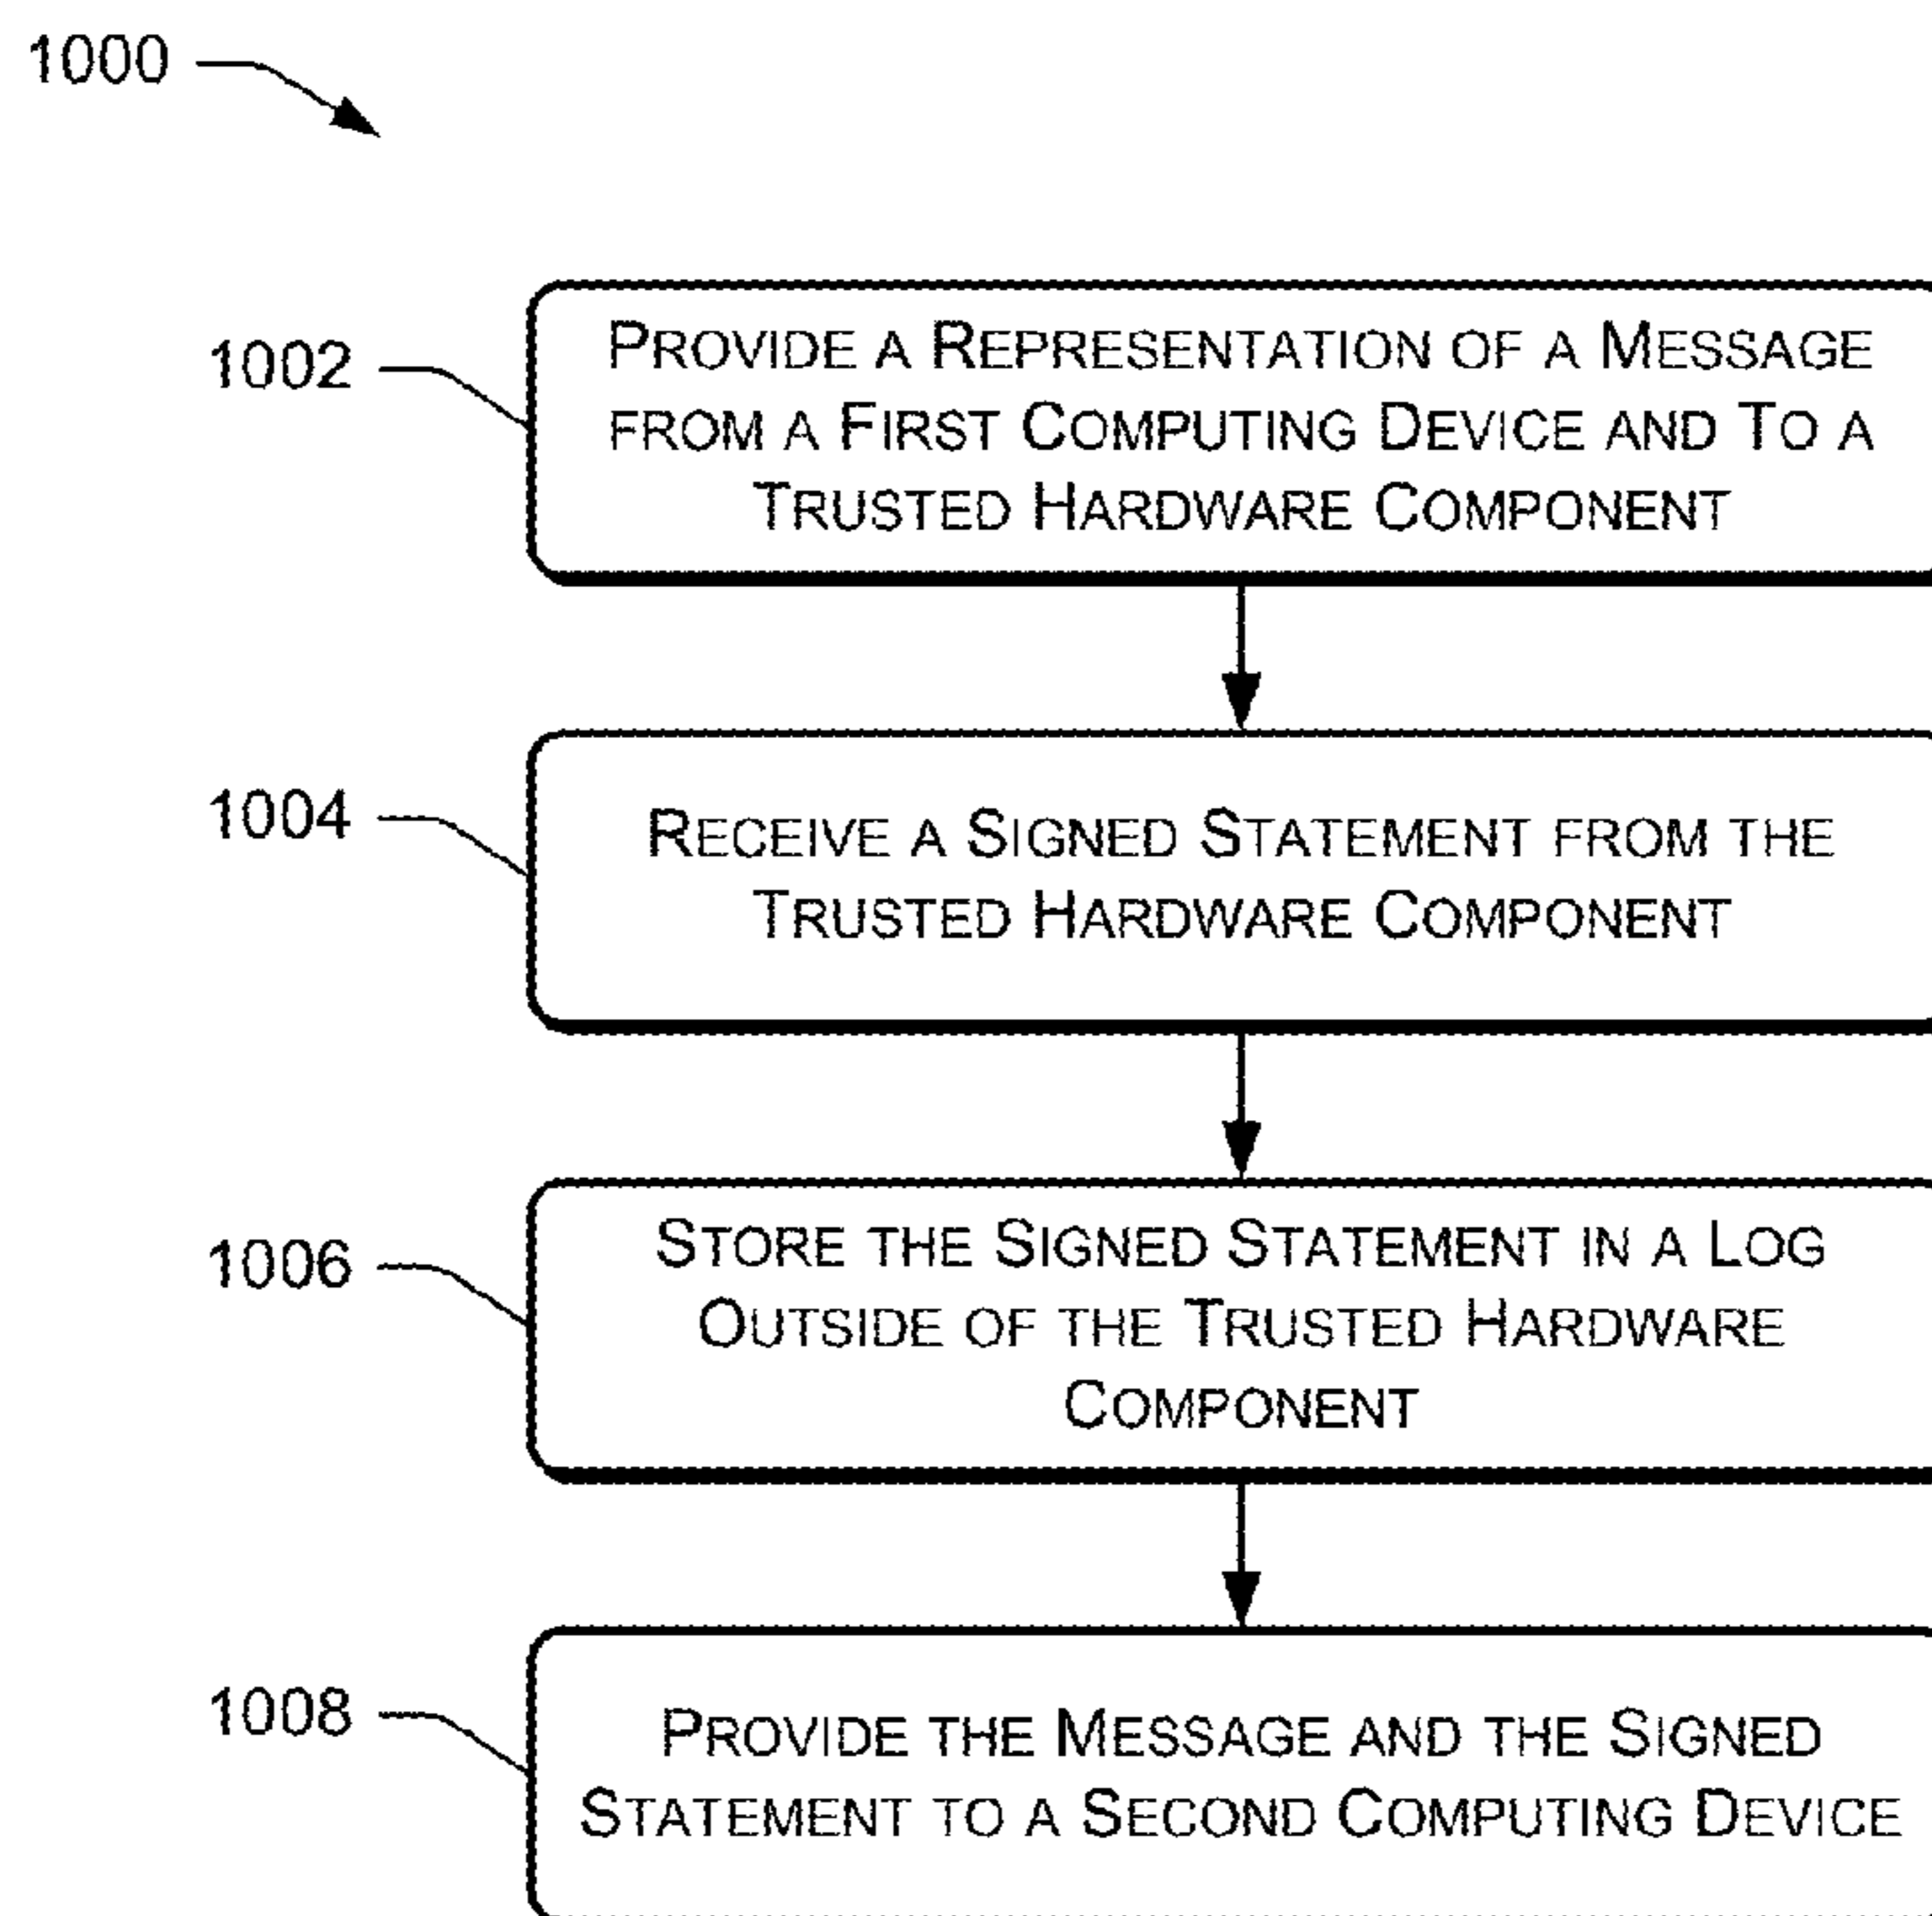 1000
1002
PROVIDE A REPRESENTATION OF A MESSAGE
FROM A FIRST COMPUTING DEVICE AND TO A
TRUSTED HARDWARE COMPONENT
1004
RECEIVE A SIGNED STATEMENT FROM THE
TRUSTED HARDWARE COMPONENT
1006
STORE THE SIGNED STATEMENT IN A LOG
OUTSIDE OF THE TRUSTED HARDWARE
COMPONENT
1008
PROVIDE THE MESSAGE AND THE SIGNED
STATEMENT TO A SECOND COMPUTING DEVICE